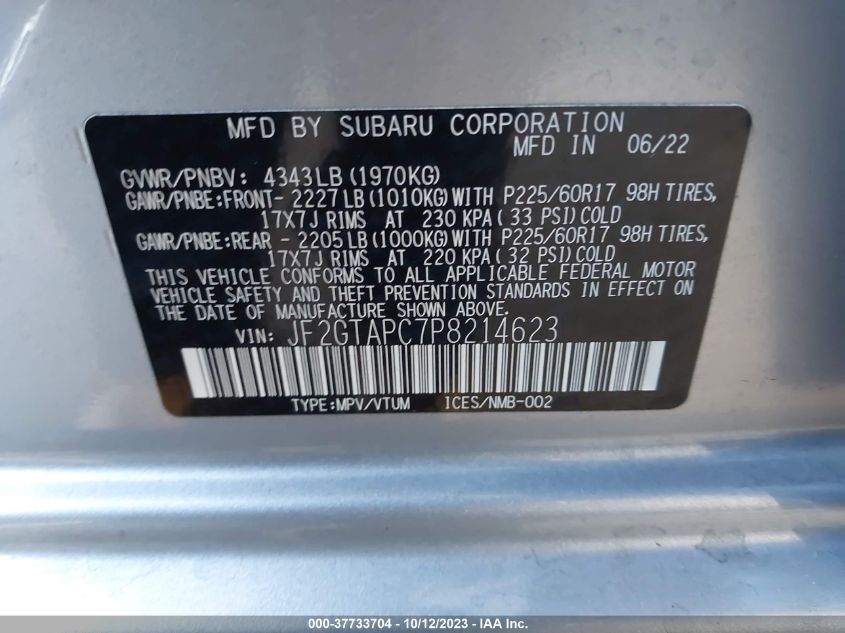 MFD BY SUBARU CORPORATION
MFD IN 06/22
GVWR/PNBV: 4343LB(1970KG)
GAWR/PNBE:FRONT- 2227LB(1010KG)WITH P225/60R17 98H TIRES,
17X7J RIMS AT 230 KPA(33 PSI)COLD
GAWR/PNBE:REAR - 2205LB(1000KG)WITH P225/60R17 98H TIRES,
17X7J RIMS AT 220 KPA(32 PSI)COLD
THIS VEHICLE CONFORMS TO ALL APPLICABLE FEDERAL MOTOR
VEHICLE SAFETY AND THEFT PREVENTION STANDARDS IN EFFECT ON
THE DATE OF MANUFACTURE SHOWN ABOVE.
VIN: JF2GTAPC7P8214623
TYPE:MPV/VTUM ICES/NMB-002
000-37733704 - 10/12/2023 - IAA Inc.